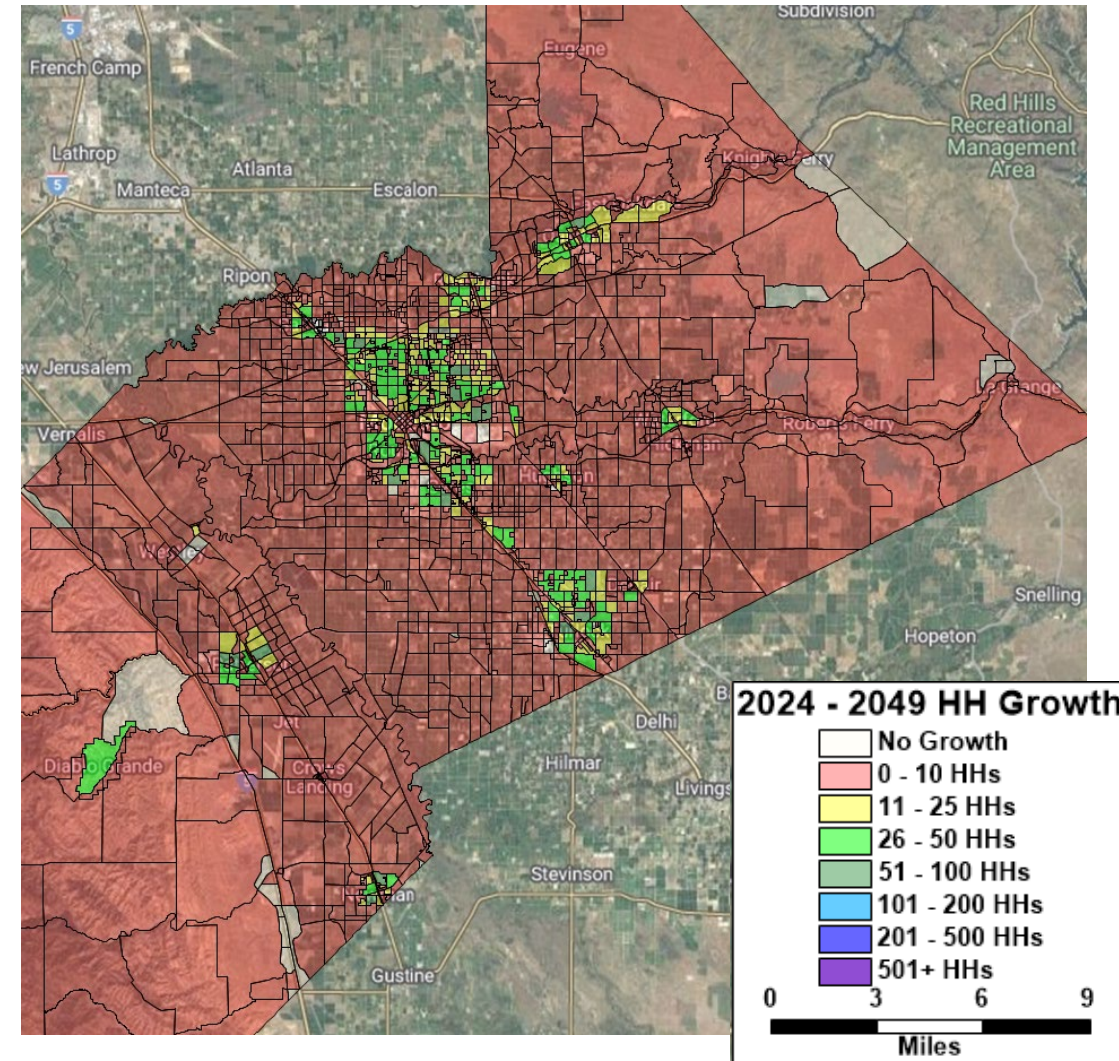 Subdivision
5
French Camp
Eugene
Red Hills
Recreational
Management
Area
Lathrop
Atlanta
5
Manteca
Escalon
Knights Ferry
Ripon
ew Jerusalem
La Grange
Vernalis
Roberts Ferry
Snelling
Hopeton
Delhi
Jet
Diablo Grande
Crows
Landing
Hilmar
Livings
Stevinson
Gustine
2024 - 2049 HH Growth
No Growth
0 - 10 HHs
11 - 25 HHs
26 - 50 HHs
51 - 100 HHs
101 - 200 HHs
201 - 500 HHs
501+ HHs
0 3 6 9
Miles